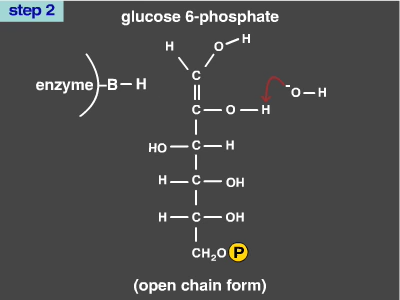 step 2
glucose 6-phosphate
H O–H
enzyme –B–H
C
C–O–H -O–H
HO–C–H
H–C–OH
H–C–OH
CH₂O P
(open chain form)